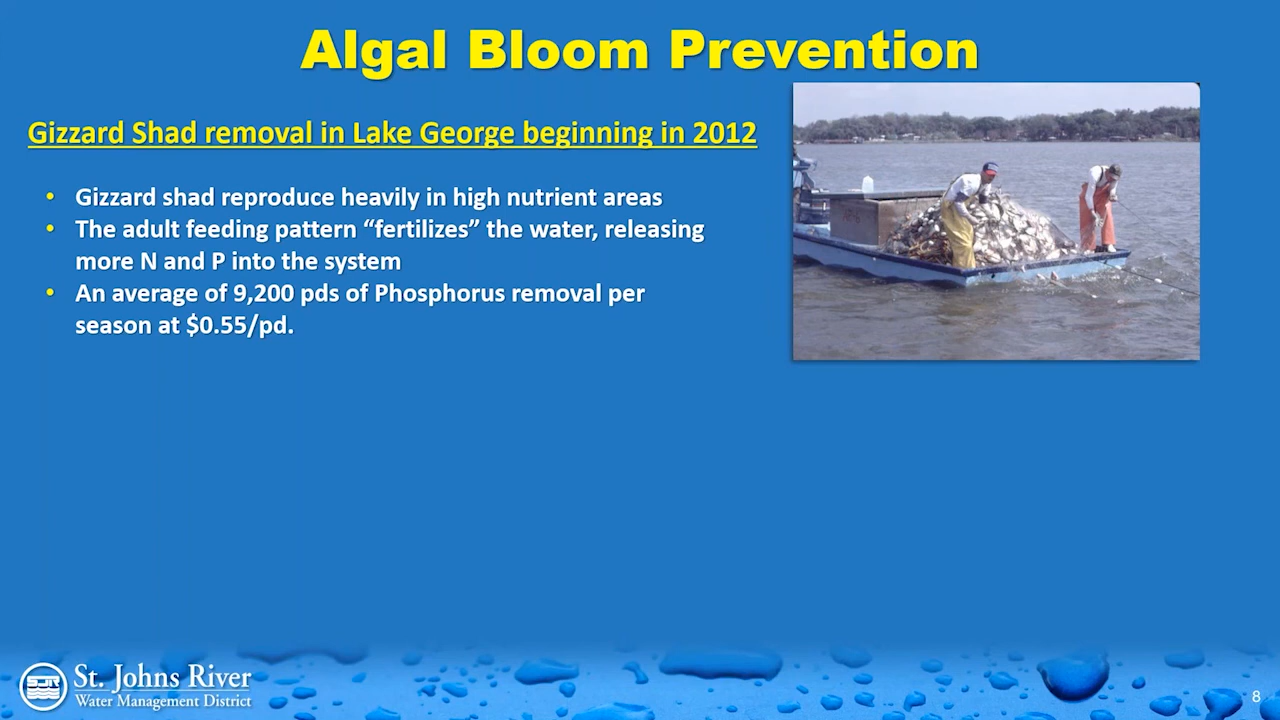 Algal Bloom Prevention
Gizzard Shad removal in Lake George beginning in 2012
• Gizzard shad reproduce heavily in high nutrient areas
• The adult feeding pattern “fertilizes” the water, releasing
more N and P into the system
• An average of 9,200 pds of Phosphorus removal per
season at $0.55/pd.
SJR
St. Johns River
Water Management District
8